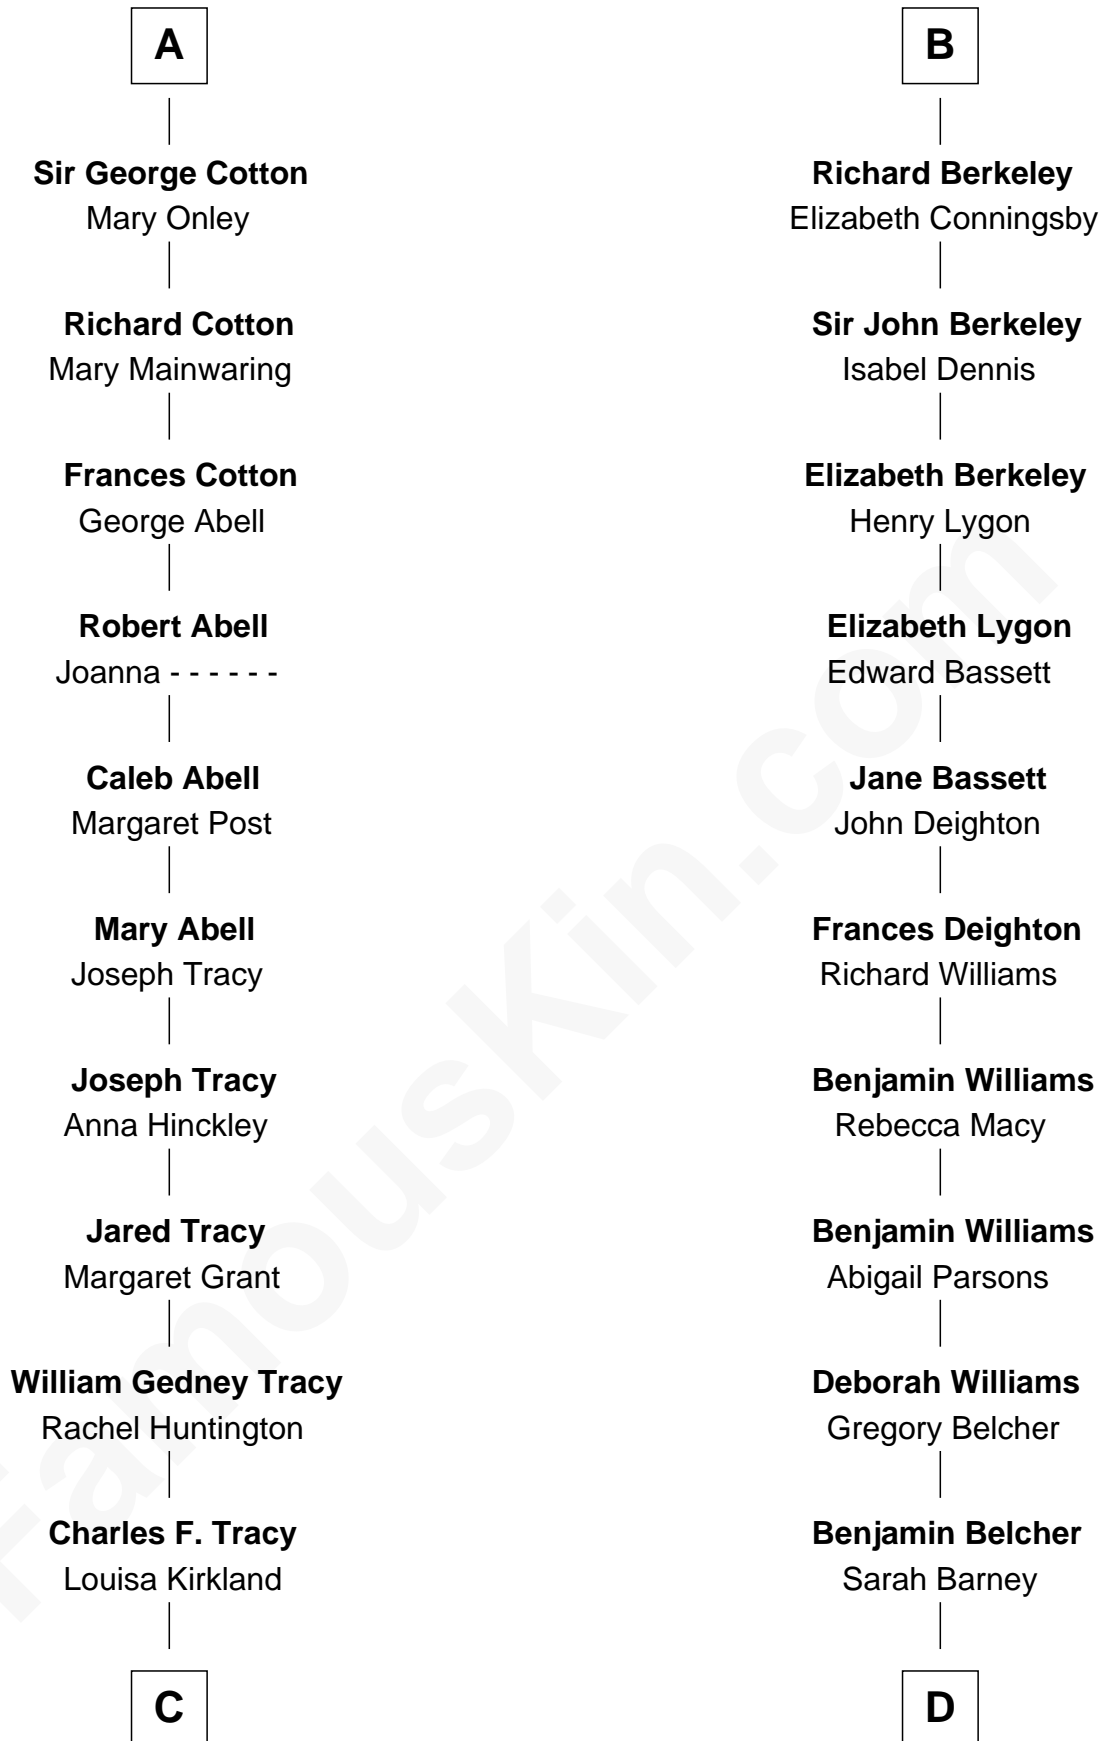 A
Sir George Cotton
Mary Onley
Richard Cotton
Mary Mainwaring
Frances Cotton
George Abell
Robert Abell
Joanna - - - - - -
Caleb Abell
Margaret Post
Mary Abell
Joseph Tracy
Joseph Tracy
Anna Hinckley
Jared Tracy
Margaret Grant
William Gedney Tracy
Rachel Huntington
Charles F. Tracy
Louisa Kirkland
C
B
Richard Berkeley
Elizabeth Conningsby
Sir John Berkeley
Isabel Dennis
Elizabeth Berkeley
Henry Lygon
Elizabeth Lygon
Edward Bassett
Jane Bassett
John Deighton
Frances Deighton
Richard Williams
Benjamin Williams
Rebecca Macy
Benjamin Williams
Abigail Parsons
Deborah Williams
Gregory Belcher
Benjamin Belcher
Sarah Barney
D
FamousKin.com